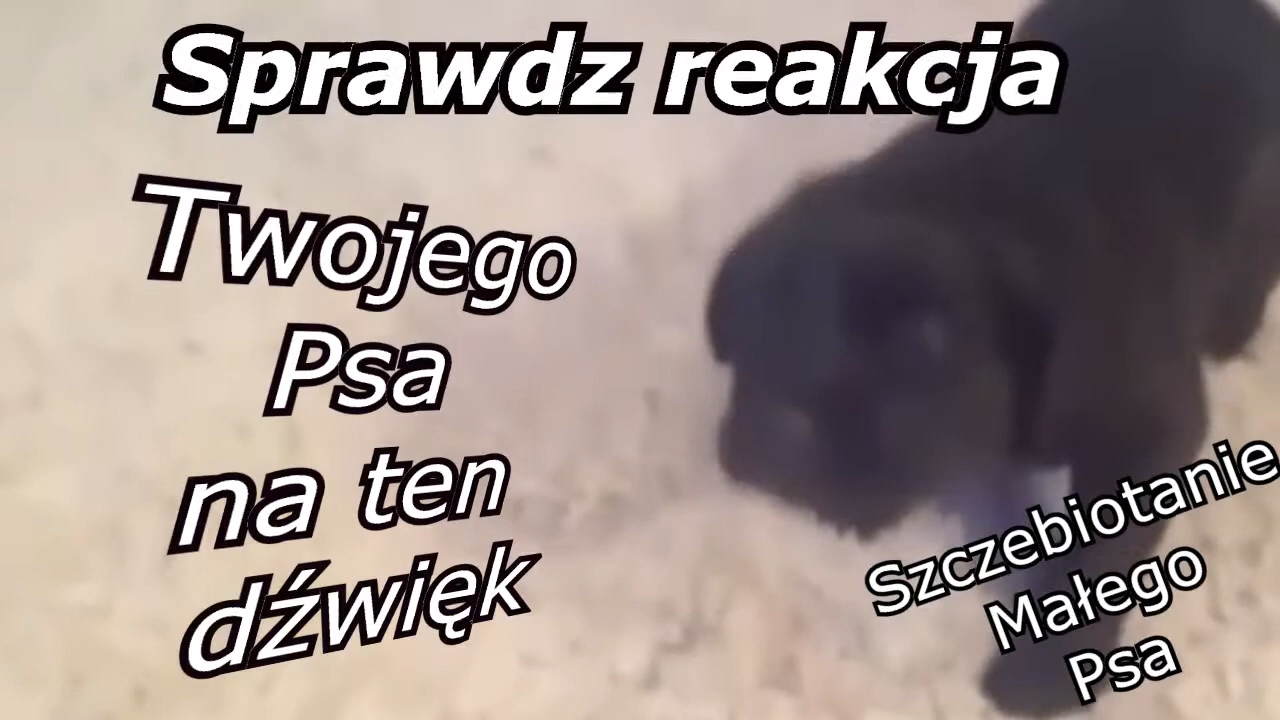 Sprawdz reakcja
Twojego
Psa
na ten
dźwięk
Szczebiotanie
Małego
Psa